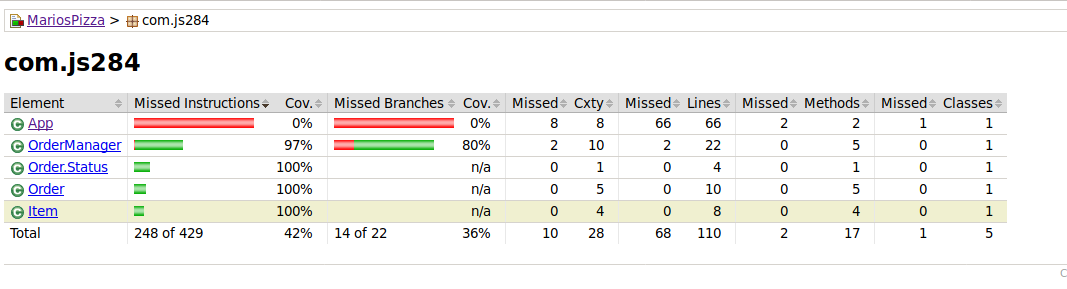 MariosPizza > com.js284
com.js284
Element Missed Instructions Cov. Missed Branches Cov. Missed Cxty Missed Lines Missed Methods Missed Classes
C App 0% 0% 8 8 66 66 2 2 1 1
C OrderManager 97% 80% 2 10 2 22 0 5 0 1
C Order.Status 100% n/a 0 1 0 4 0 1 0 1
C Order 100% n/a 0 5 0 10 0 5 0 1
C Item 100% n/a 0 4 0 8 0 4 0 1
Total 248 of 429 42% 14 of 22 36% 10 28 68 110 2 17 1 5